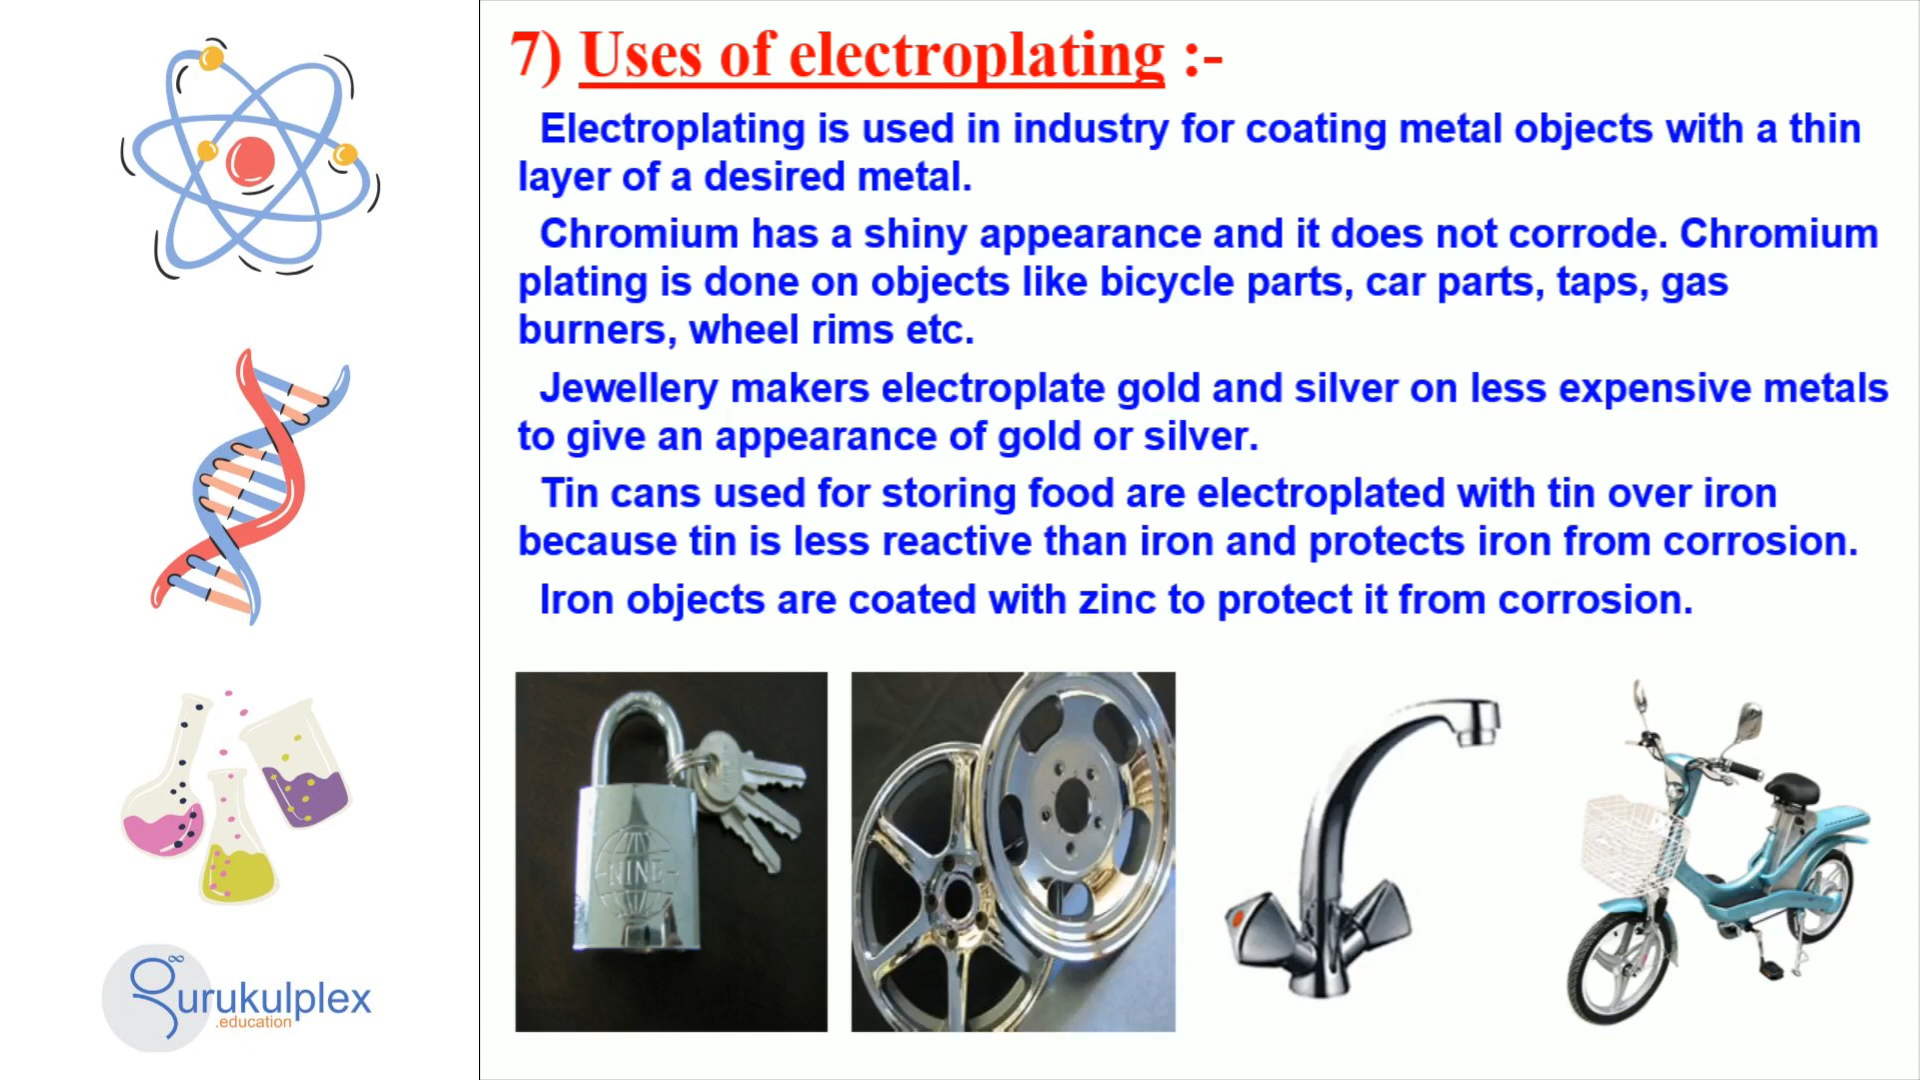 7) Uses of electroplating :-
Electroplating is used in industry for coating metal objects with a thin
layer of a desired metal.
Chromium has a shiny appearance and it does not corrode. Chromium
plating is done on objects like bicycle parts, car parts, taps, gas
burners, wheel rims etc.
Jewellery makers electroplate gold and silver on less expensive metals
to give an appearance of gold or silver.
Tin cans used for storing food are electroplated with tin over iron
because tin is less reactive than iron and protects iron from corrosion.
Iron objects are coated with zinc to protect it from corrosion.
NINE
gurukulplex
.education